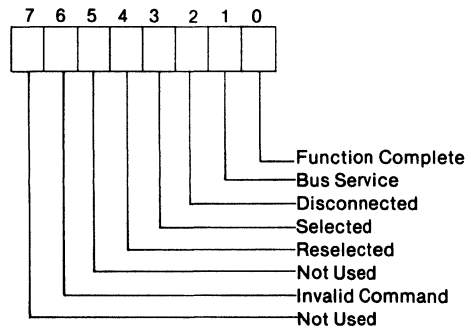 7 6 5 4 3 2 1 0
Function Complete
Bus Service
Disconnected
Selected
Reselected
Not Used
Invalid Command
Not Used